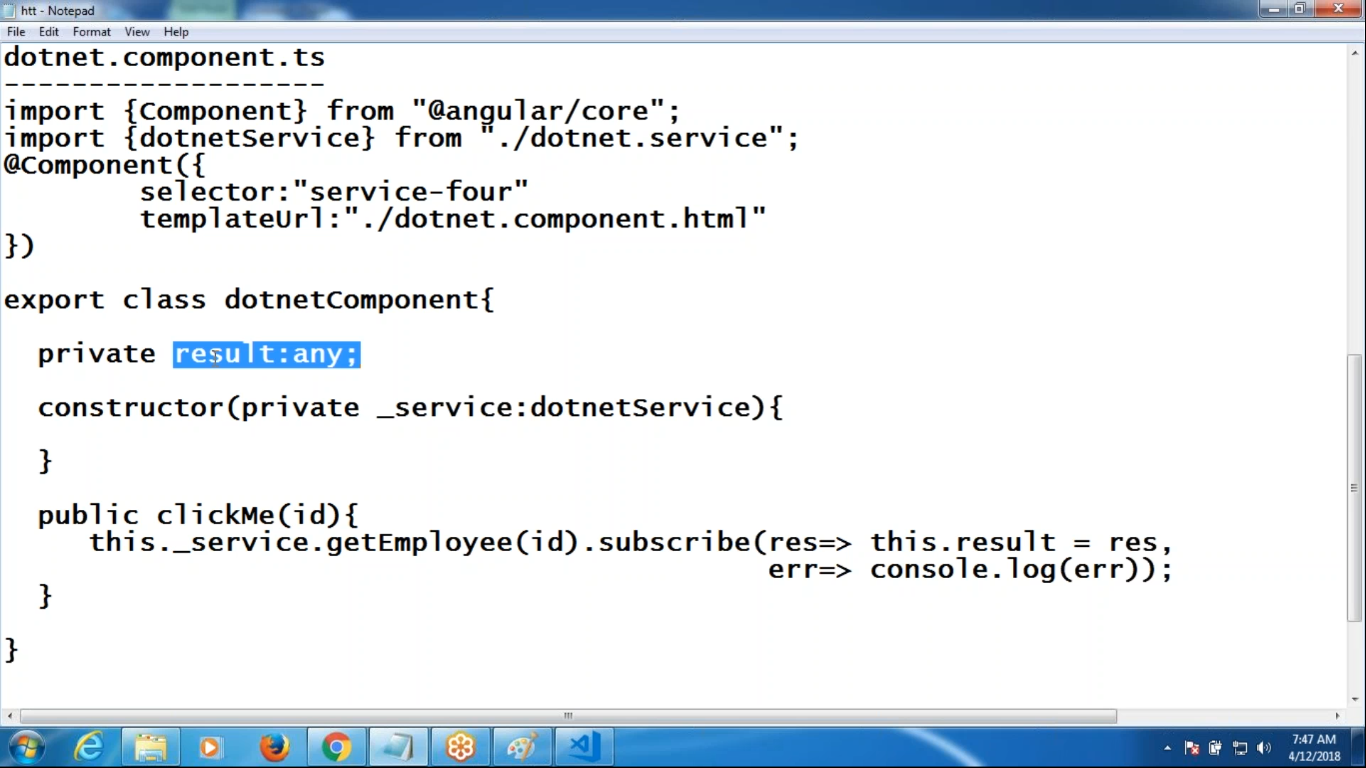 htt - Notepad
File Edit Format View Help
dotnet.component.ts
-------------------
import {Component} from "@angular/core";
import {dotnetService} from "./dotnet.service";
@Component({
selector:"service-four"
templateUrl:"./dotnet.component.html"
})
export class dotnetComponent{
private result:any;
constructor(private _service:dotnetService){
}
public clickMe(id){
this._service.getEmployee(id).subscribe(res=> this.result = res,
err=> console.log(err));
}
}
7:47 AM
4/12/2018